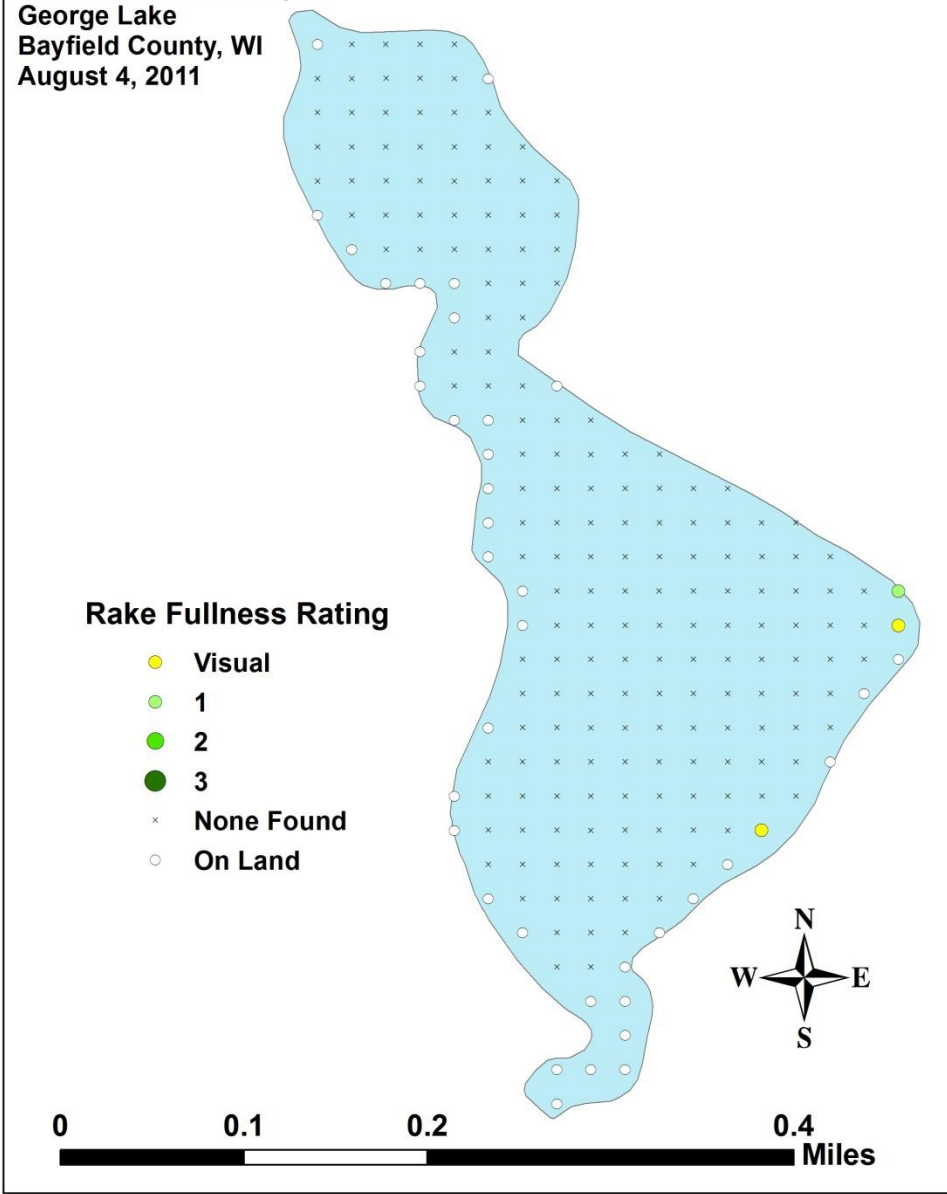 George Lake
Bayfield County, WI
August 4, 2011
Rake Fullness Rating
Visual
1
2
3
None Found
On Land
N
W E
S
0 0.1 0.2 0.4
Miles